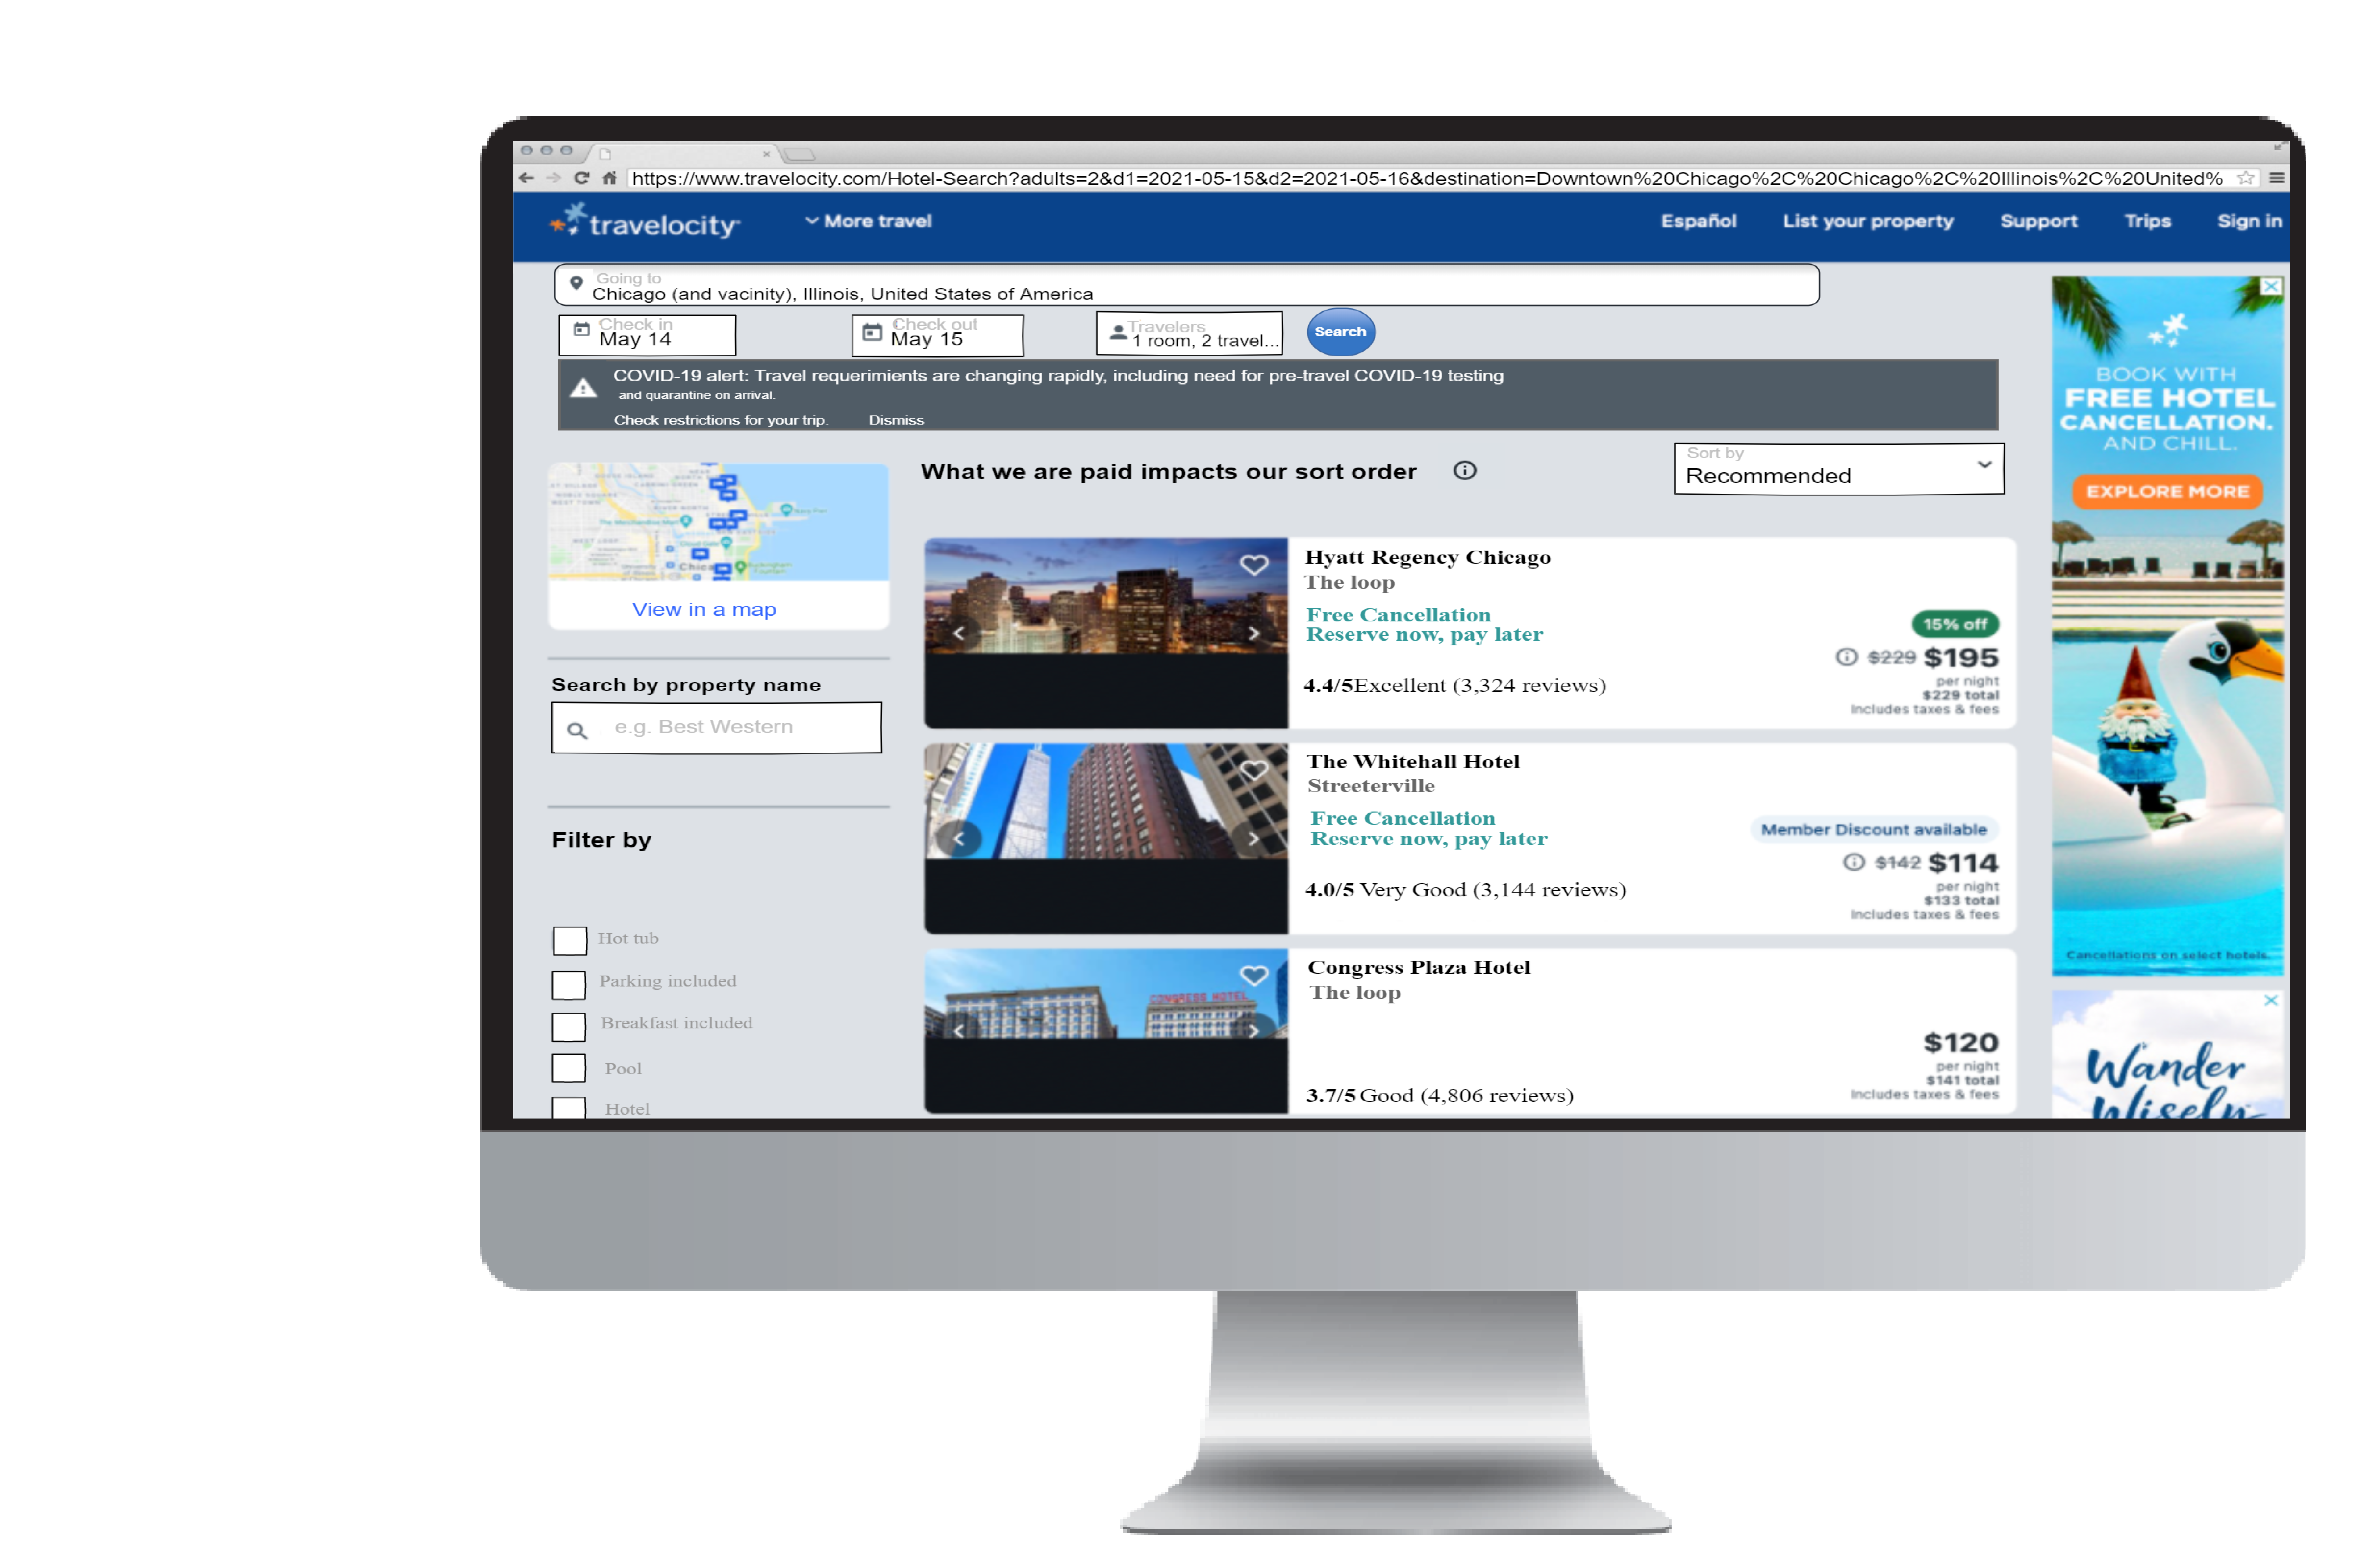 https://www.travelocity.com/Hotel-Search?adults=2&d1=2021-05-15&d2=2021-05-16&destination=Downtown%20Chicago%2C%20Chicago%2C%20Illinois%2C%20United%
travelocity
More travel
Español
List your property
Support
Trips
Sign in
Going to
Chicago (and vacinity), Illinois, United States of America
Check in
May 14
Check out
May 15
Travelers
1 room, 2 travel...
Search
COVID-19 alert: Travel requerimients are changing rapidly, including need for pre-travel COVID-19 testing
and quarantine on arrival.
Check restrictions for your trip.
Dismiss
View in a map
Search by property name
e.g. Best Western
Filter by
Hot tub
Parking included
Breakfast included
Pool
Hotel
What we are paid impacts our sort order
Sort by
Recommended
Hyatt Regency Chicago
The loop
Free Cancellation
Reserve now, pay later
4.4/5Excellent (3,324 reviews)
15% off
$229 $195
per night
$229 total
Includes taxes & fees
The Whitehall Hotel
Streeterville
Free Cancellation
Reserve now, pay later
4.0/5 Very Good (3,144 reviews)
Member Discount available
$142 $114
per night
$133 total
Includes taxes & fees
CONGRESS HOTEL
Congress Plaza Hotel
The loop
3.7/5 Good (4,806 reviews)
$120
per night
$141 total
Includes taxes & fees
BOOK WITH
FREE HOTEL
CANCELLATION.
AND CHILL.
EXPLORE MORE
Cancellations on select hotels.
Wander
Wisely